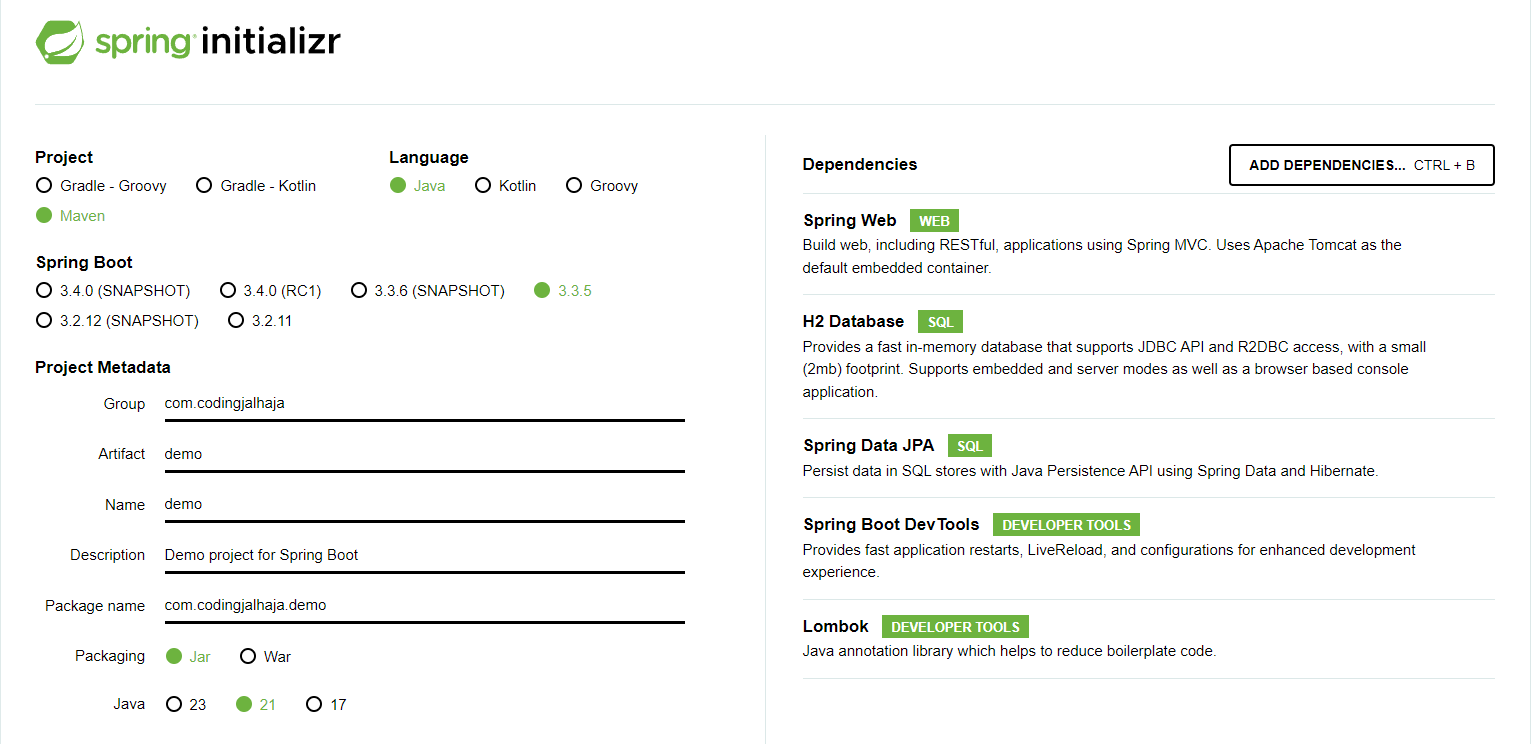 spring initializr
Project
Gradle - Groovy Gradle - Kotlin
Maven
Language
Java Kotlin Groovy
Spring Boot
3.4.0 (SNAPSHOT) 3.4.0 (RC1) 3.3.6 (SNAPSHOT) 3.3.5
3.2.12 (SNAPSHOT) 3.2.11
Project Metadata
Group com.codingjalhaja
Artifact demo
Name demo
Description Demo project for Spring Boot
Package name com.codingjalhaja.demo
Packaging Jar War
Java 23 21 17
Dependencies ADD DEPENDENCIES... CTRL + B
Spring Web WEB
Build web, including RESTful, applications using Spring MVC. Uses Apache Tomcat as the
default embedded container.
H2 Database SQL
Provides a fast in-memory database that supports JDBC API and R2DBC access, with a small
(2mb) footprint. Supports embedded and server modes as well as a browser based console
application.
Spring Data JPA SQL
Persist data in SQL stores with Java Persistence API using Spring Data and Hibernate.
Spring Boot DevTools DEVELOPER TOOLS
Provides fast application restarts, LiveReload, and configurations for enhanced development
experience.
Lombok DEVELOPER TOOLS
Java annotation library which helps to reduce boilerplate code.